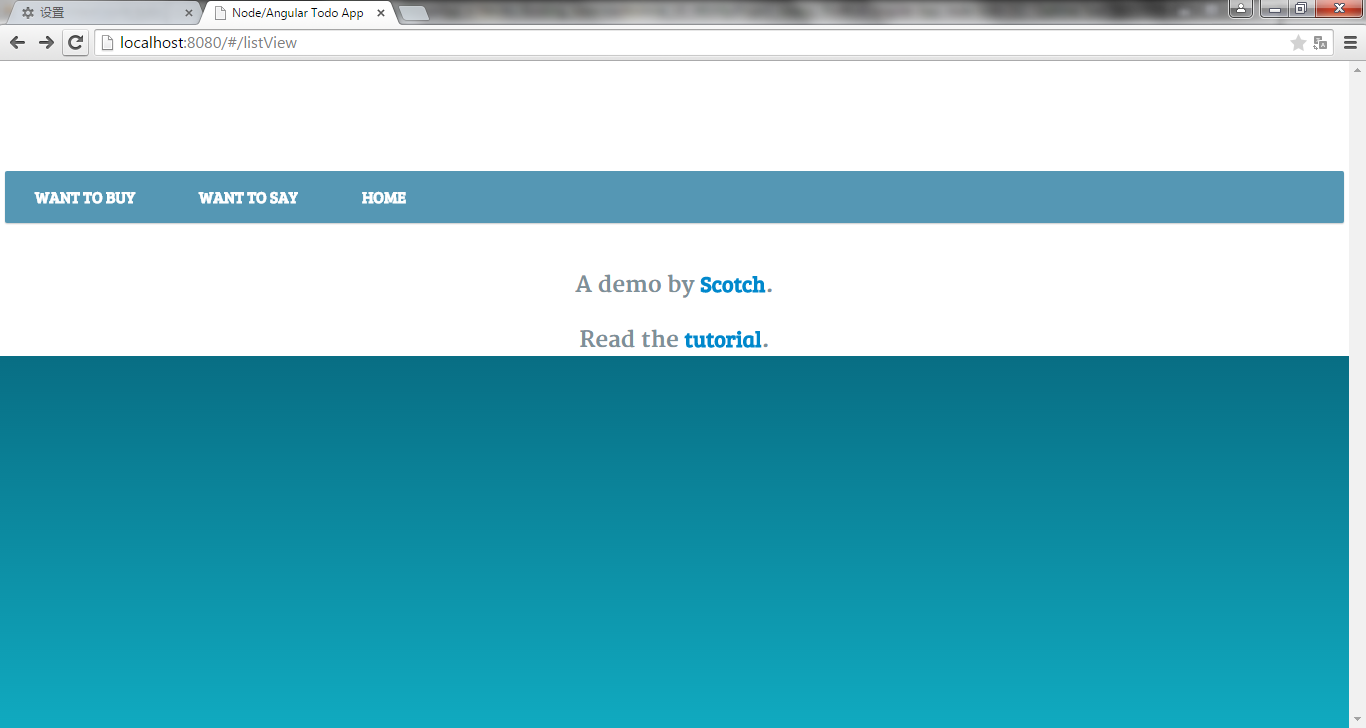 设置
Node/Angular Todo App
localhost:8080/#/listView
WANT TO BUY WANT TO SAY HOME
A demo by Scotch.
Read the tutorial.